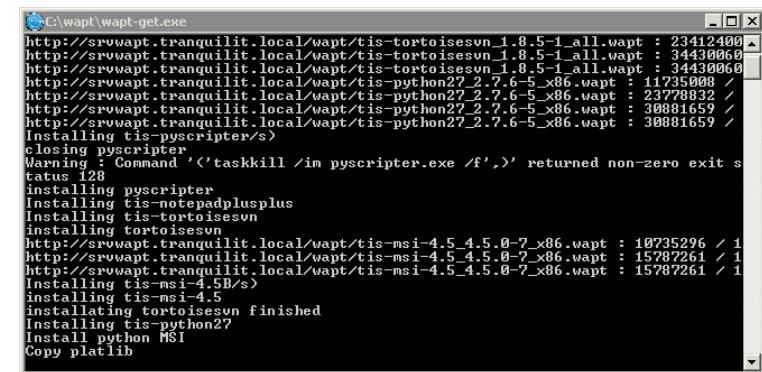 C:\wapt\wapt-get.exe
http://srvwapt.tranquilit.local/wapt/tis-tortoisesvn_1.8.5-1_all.wapt : 23412400
http://srvwapt.tranquilit.local/wapt/tis-tortoisesvn_1.8.5-1_all.wapt : 34430060
http://srvwapt.tranquilit.local/wapt/tis-tortoisesvn_1.8.5-1_all.wapt : 34430060
http://srvwapt.tranquilit.local/wapt/tis-python27_2.7.6-5_x86.wapt : 11735008 /
http://srvwapt.tranquilit.local/wapt/tis-python27_2.7.6-5_x86.wapt : 23778832 /
http://srvwapt.tranquilit.local/wapt/tis-python27_2.7.6-5_x86.wapt : 30881659 /
http://srvwapt.tranquilit.local/wapt/tis-python27_2.7.6-5_x86.wapt : 30881659 /
Installing tis-pyscripter/s)
closing pyscripter
Warning : Command '('taskkill /im pyscripter.exe /f',)' returned non-zero exit s
tatus 128
installing pyscripter
Installing tis-notepadplusplus
Installing tis-tortoisesvn
installing tortoisesvn
http://srvwapt.tranquilit.local/wapt/tis-msi-4.5_4.5.0-7_x86.wapt : 10735296 / 1
http://srvwapt.tranquilit.local/wapt/tis-msi-4.5_4.5.0-7_x86.wapt : 15787261 / 1
http://srvwapt.tranquilit.local/wapt/tis-msi-4.5_4.5.0-7_x86.wapt : 15787261 / 1
Installing tis-msi-4.5B/s)
installing tis-msi-4.5
installating tortoisesvn finished
Installing tis-python27
Install python MSI
Copy platlib